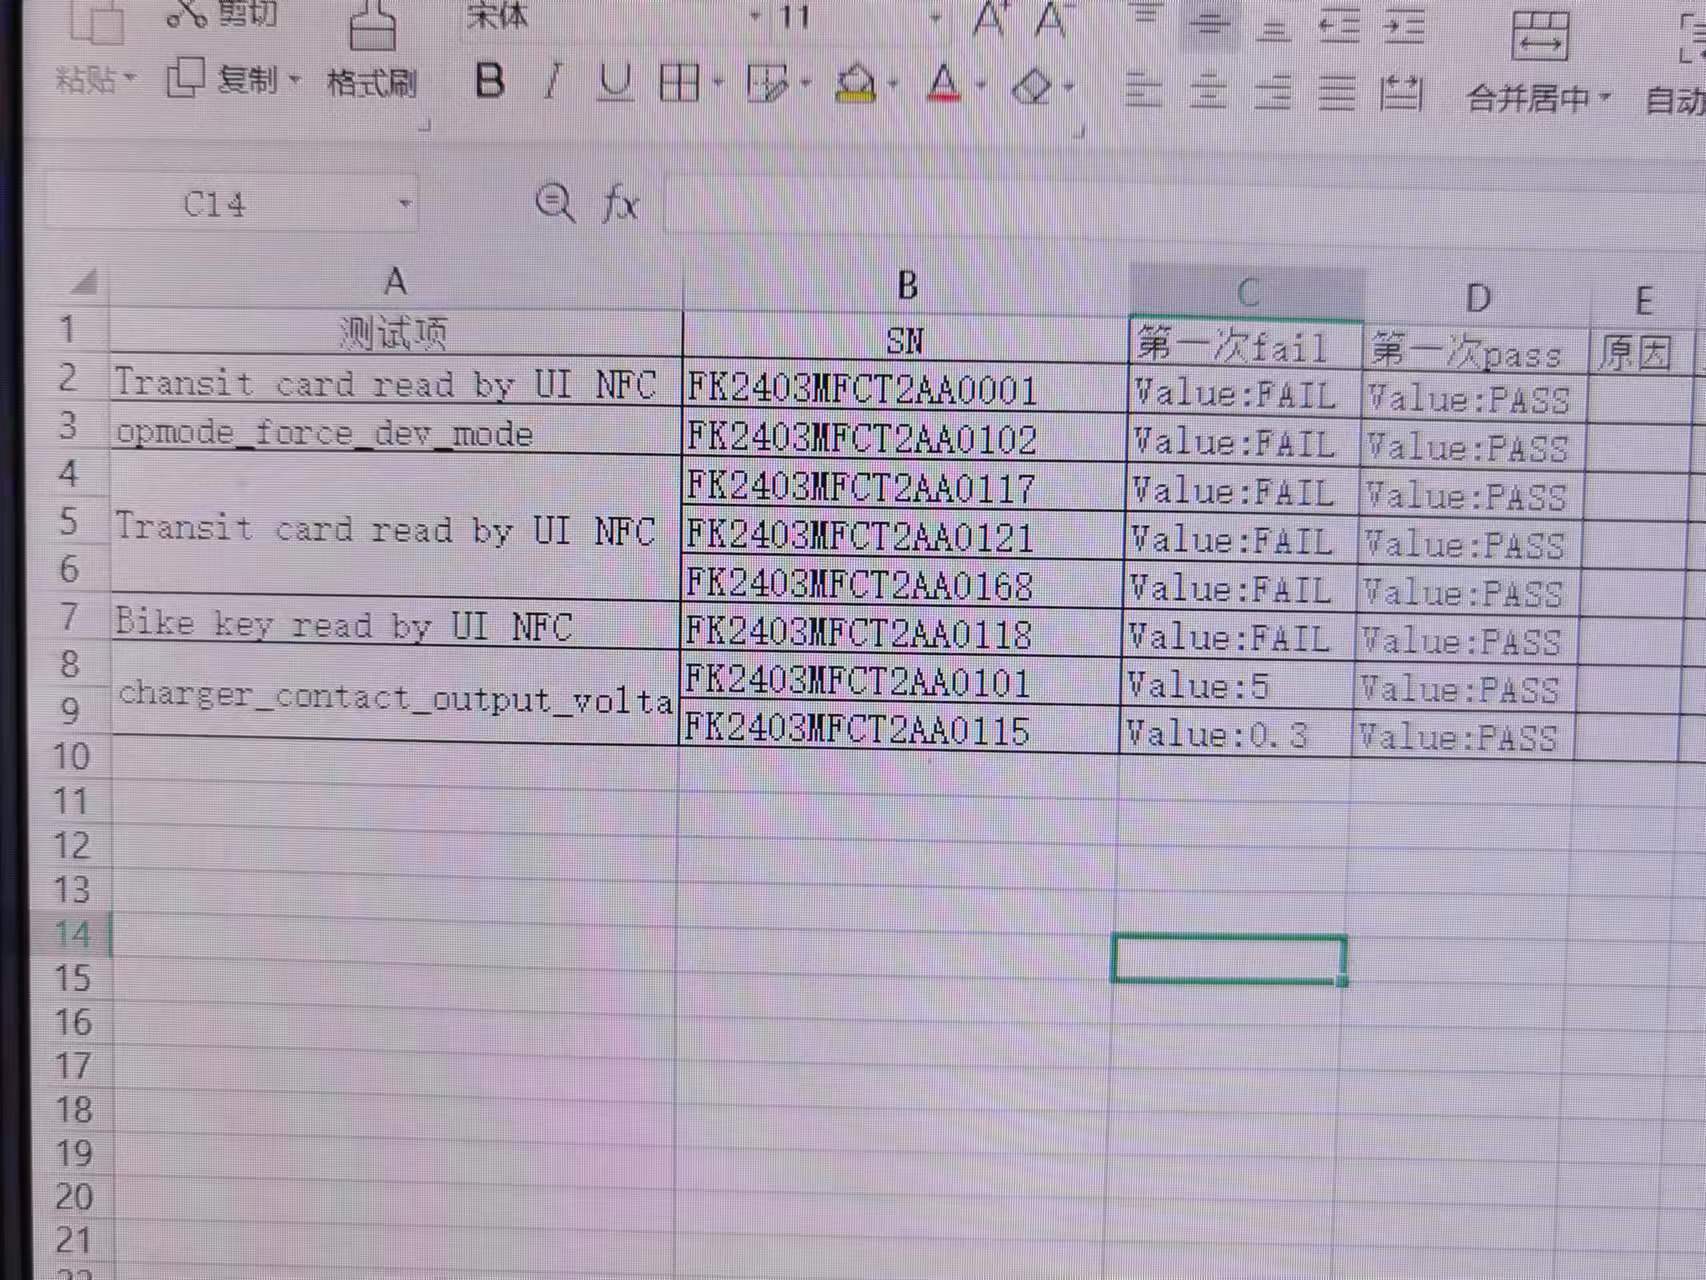 剪切
宋体 11
粘贴 复制 格式刷 B I U A 合并居中 自动
C14 fx
A B C D E
1 测试项 SN 第一次fail 第一次pass 原因
2 Transit card read by UI NFC FK2403MFCT2AA0001 Value:FAIL Value:PASS
3 opmode_force_dev_mode FK2403MFCT2AA0102 Value:FAIL Value:PASS
4 FK2403MFCT2AA0117 Value:FAIL Value:PASS
5 Transit card read by UI NFC FK2403MFCT2AA0121 Value:FAIL Value:PASS
6 FK2403MFCT2AA0168 Value:FAIL Value:PASS
7 Bike key read by UI NFC FK2403MFCT2AA0118 Value:FAIL Value:PASS
8 FK2403MFCT2AA0101 Value:5 Value:PASS
charger_contact_output_volta
9 FK2403MFCT2AA0115 Value:0.3 Value:PASS
10
11
12
13
14
15
16
17
18
19
20
21